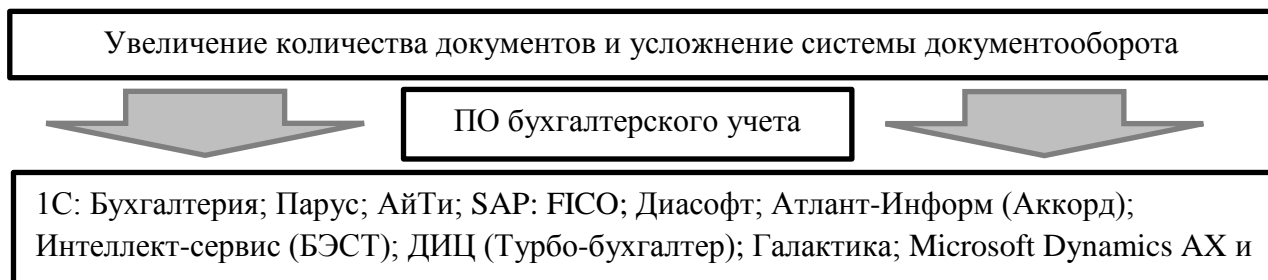 Увеличение количества документов и усложнение системы документооборота
ПО бухгалтерского учета
1С: Бухгалтерия; Парус; АйТи; SAP: FICO; Диасофт; Атлант-Информ (Аккорд);
Интеллект-сервис (БЭСТ); ДИЦ (Турбо-бухгалтер); Галактика; Microsoft Dynamics AX и